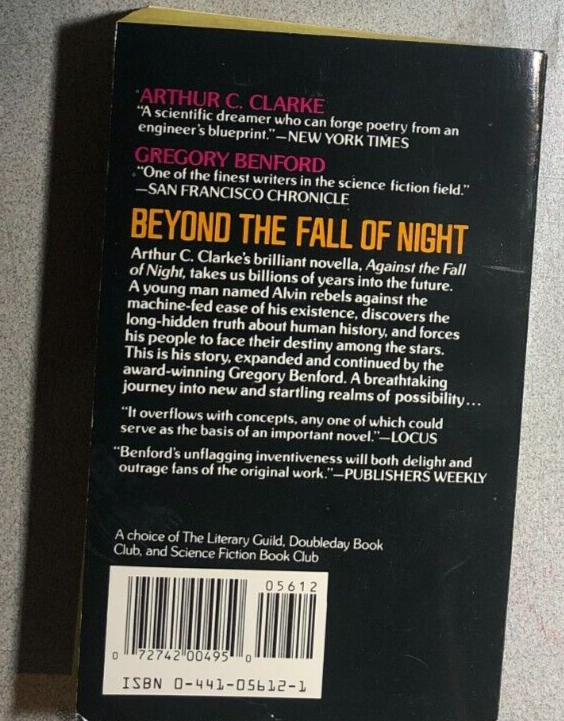 ARTHUR C. CLARKE
"A scientific dreamer who can forge poetry from an
engineer's blueprint."—NEW YORK TIMES
GREGORY BENFORD
"One of the finest writers in the science fiction field."
—SAN FRANCISCO CHRONICLE
BEYOND THE FALL OF NIGHT
Arthur C. Clarke's brilliant novella, Against the Fall
of Night, takes us billions of years into the future.
A young man named Alvin rebels against the
machine-fed ease of his existence, discovers the
long-hidden truth about human history, and forces
his people to face their destiny among the stars.
This is his story, expanded and continued by the
award-winning Gregory Benford. A breathtaking
journey into new and startling realms of possibility...
"It overflows with concepts, any one of which could
serve as the basis of an important novel."—LOCUS
"Benford's unflagging inventiveness will both delight and
outrage fans of the original work."—PUBLISHERS WEEKLY
A choice of The Literary Guild, Doubleday Book
Club, and Science Fiction Book Club
05612
0 72742 00495 0
ISBN 0-441-05612-1